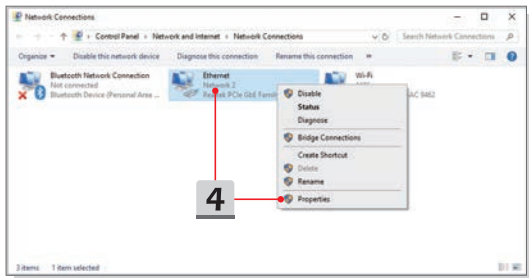 Network Connections
Control Panel › Network and Internet › Network Connections
Search Network Connections
Organize
Disable this network device
Diagnose this connection
Rename this connection
»
Bluetooth Network Connection
Not connected
Bluetooth Device (Personal Area ...
Ethernet
Network 2
Realtek PCIe GbE Family
Wi-Fi
AC 9462
Disable
Status
Diagnose
Bridge Connections
Create Shortcut
Delete
Rename
Properties
4
3 items
1 item selected